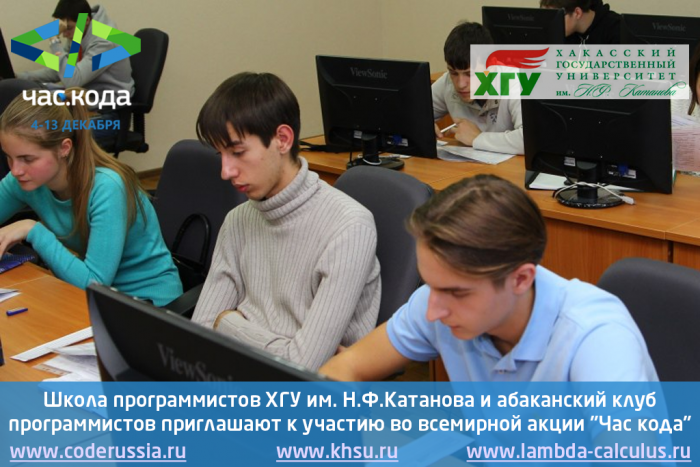 час.кода
4-13 ДЕКАБРЯ
ViewSonic
ХГУ
ХАКАССКИЙ
ГОСУДАРСТВЕННЫЙ
УНИВЕРСИТЕТ
им. Н.Ф. Катанова
ViewSonic
Школа программистов ХГУ им. Н.Ф.Катанова и абаканский клуб
программистов приглашают к участию во всемирной акции "Час кода"
www.coderussia.ru www.khsu.ru www.lambda-calculus.ru